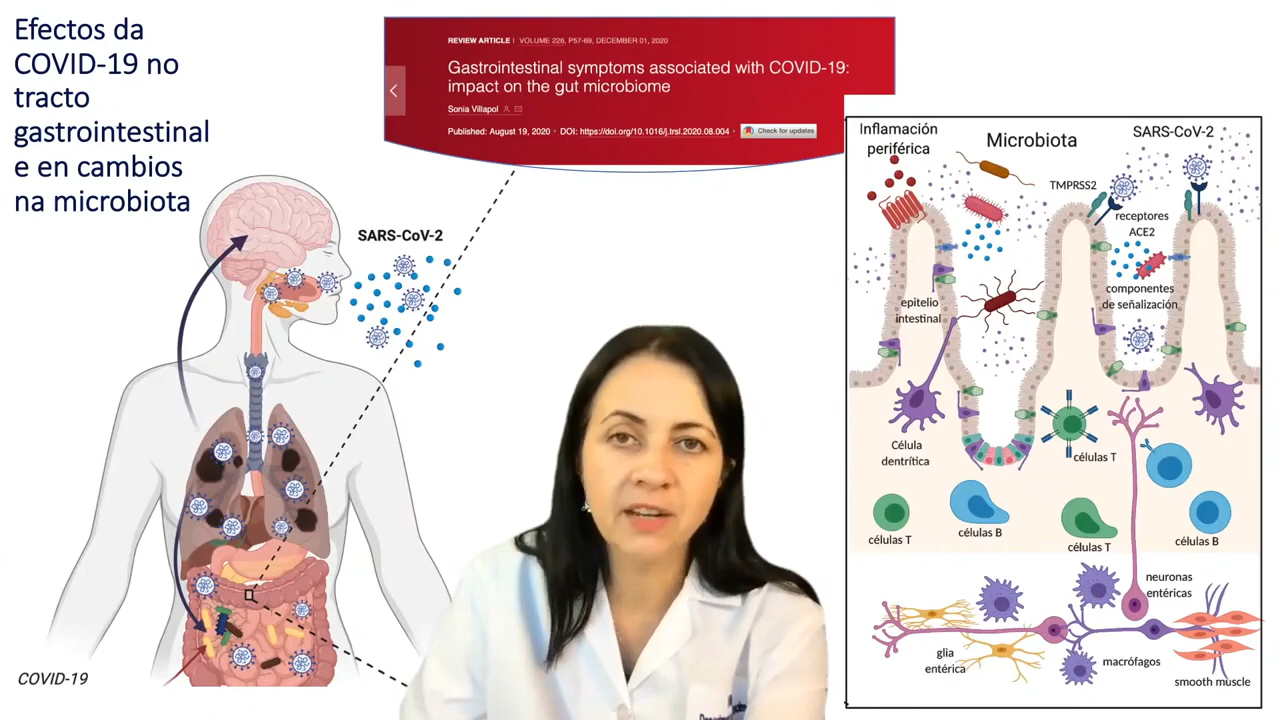 Efectos da
COVID-19 no
tracto
gastrointestinal
e en cambios
na microbiota
REVIEW ARTICLE | VOLUME 226, P57-69, DECEMBER 01, 2020
Gastrointestinal symptoms associated with COVID-19:
impact on the gut microbiome
Sonia Villapol
Published: August 19, 2020 • DOI: https://doi.org/10.1016/j.trsl.2020.08.004 •
Check for updates
SARS-CoV-2
COVID-19
Inflamación
periférica
Microbiota
SARS-CoV-2
TMPRSS2
receptores
ACE2
epitelio
intestinal
componentes
de señalización
Célula
dentrítica
células T
células T
células B
células T
células B
neuronas
entéricas
glia
entérica
macrófagos
smooth muscle